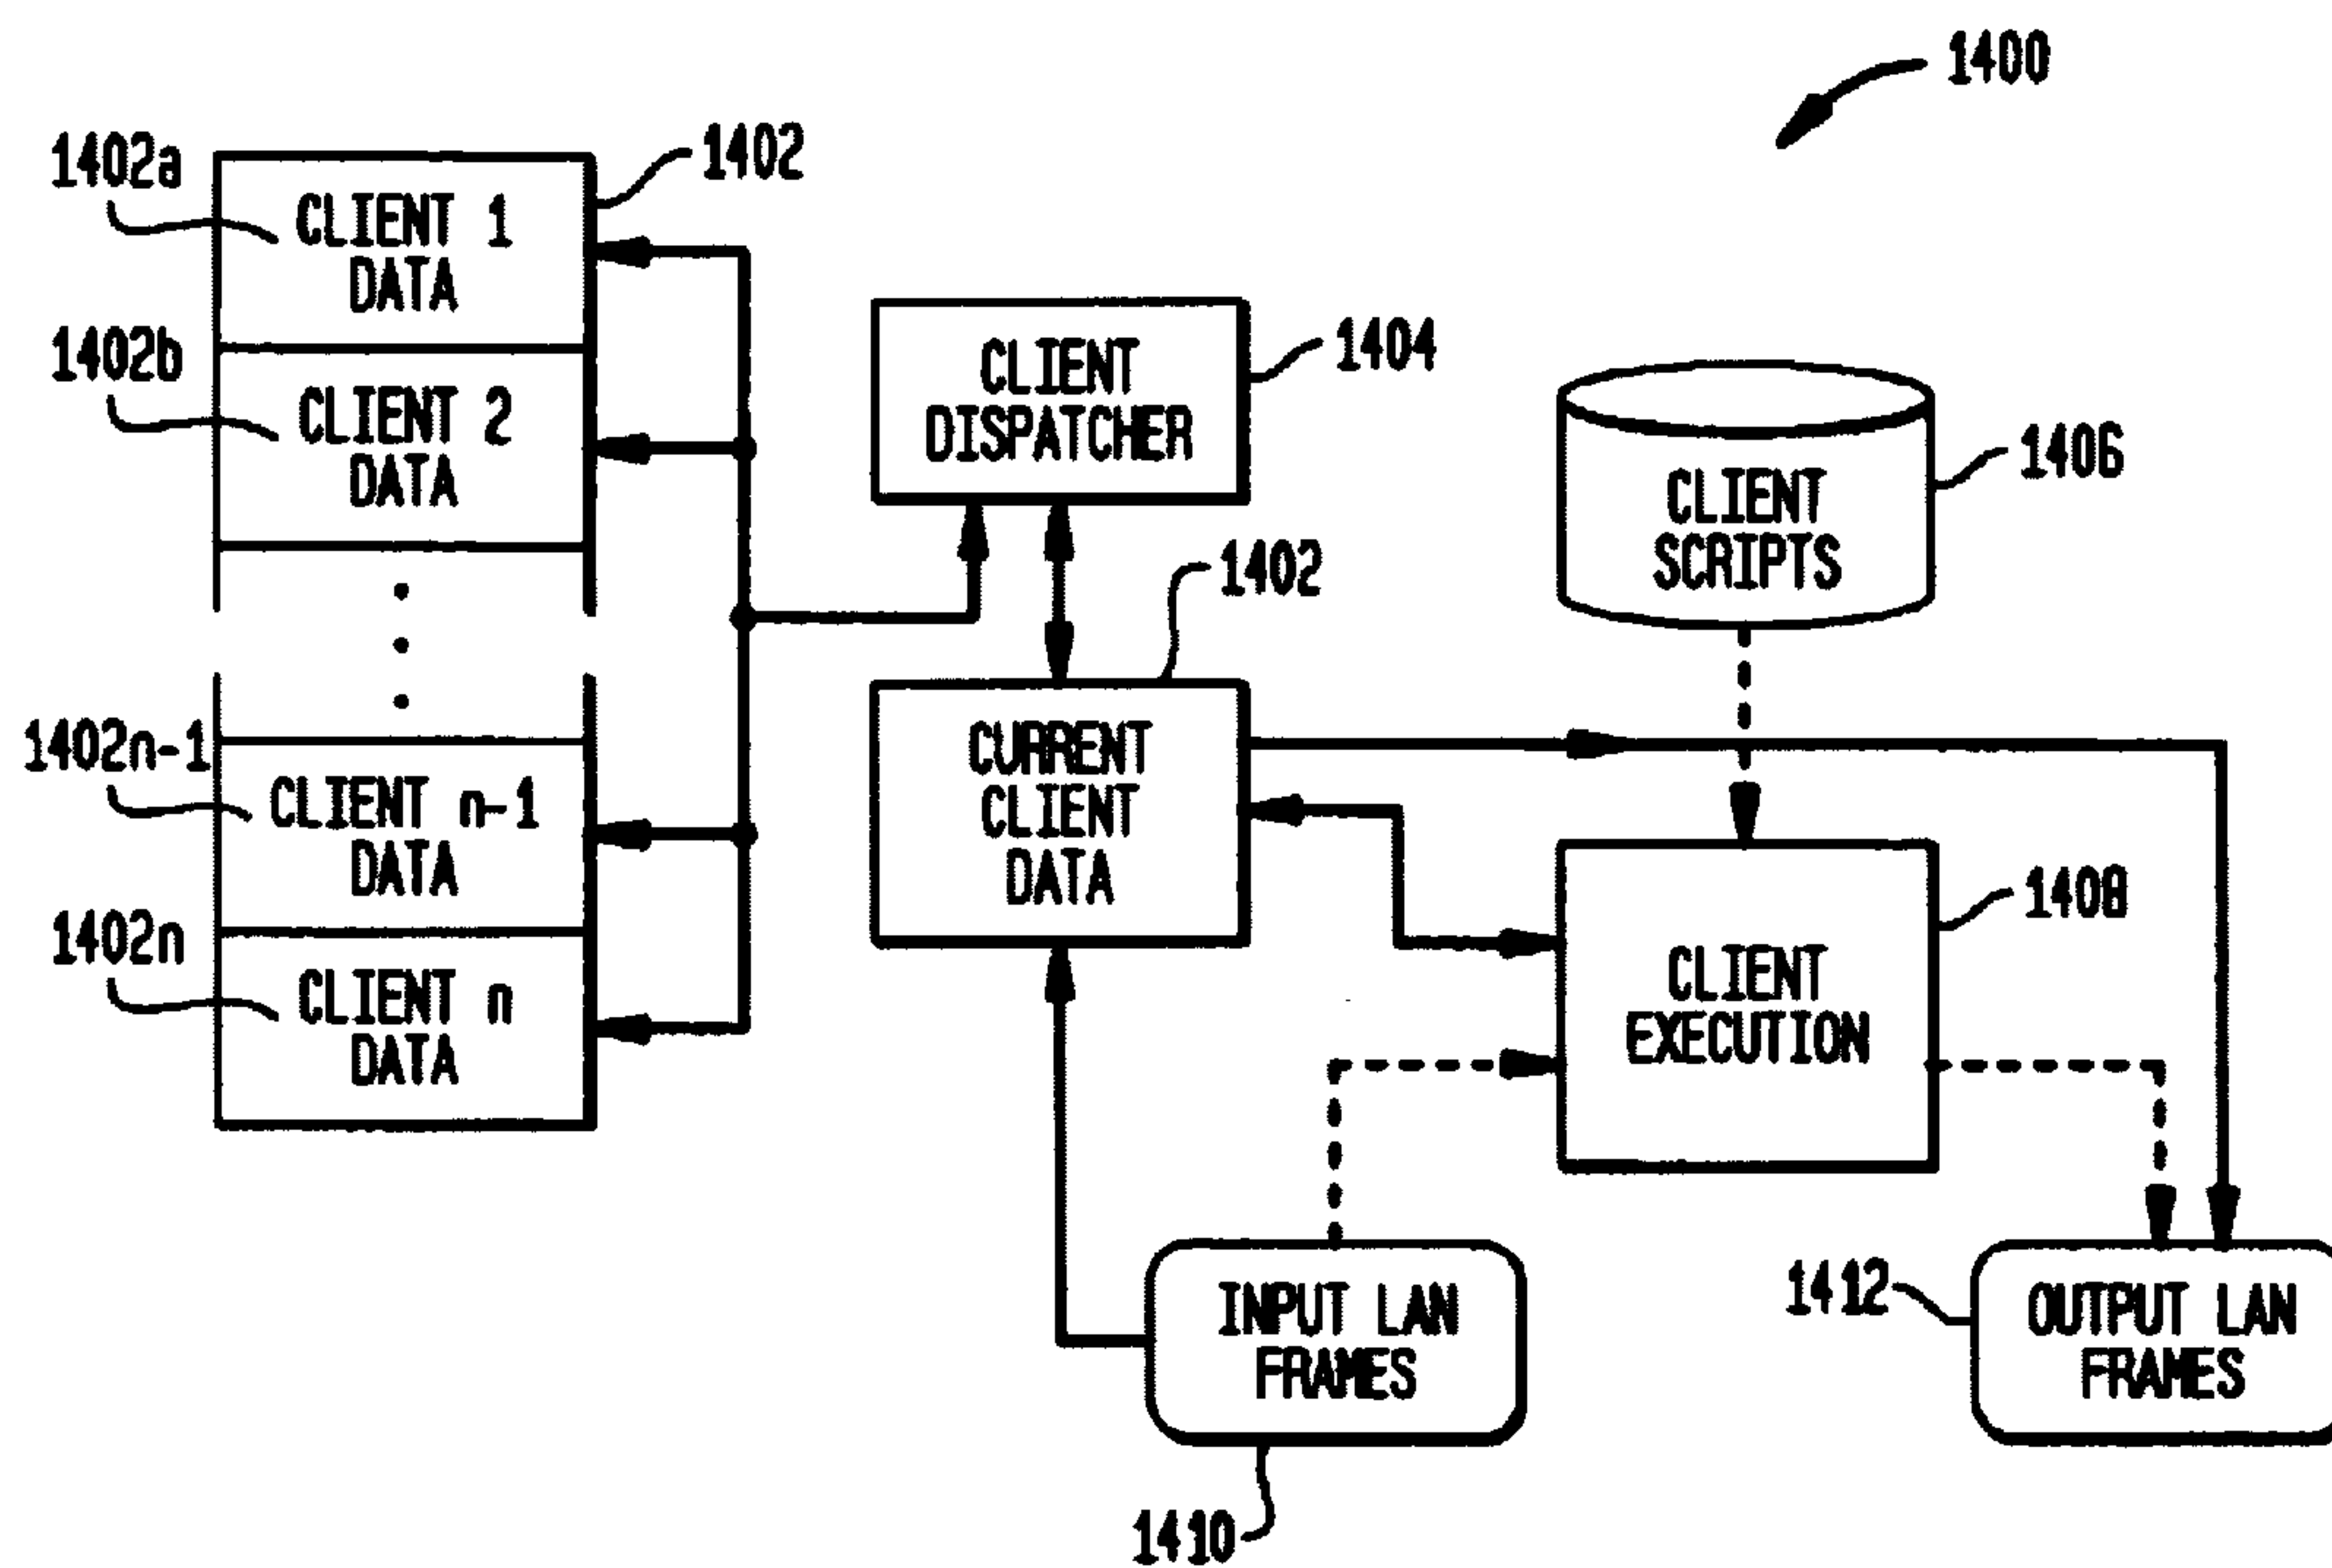 1400
1402a
1402
CLIENT 1
DATA
1402b
CLIENT 2
DATA
1404
CLIENT
DISPATCHER
1406
CLIENT
SCRIPTS
1402
1402n-1
CLIENT n-1
DATA
CURRENT
CLIENT
DATA
1402n
CLIENT n
DATA
1408
CLIENT
EXECUTION
INPUT LAN
FRAMES
1410
1412
OUTPUT LAN
FRAMES